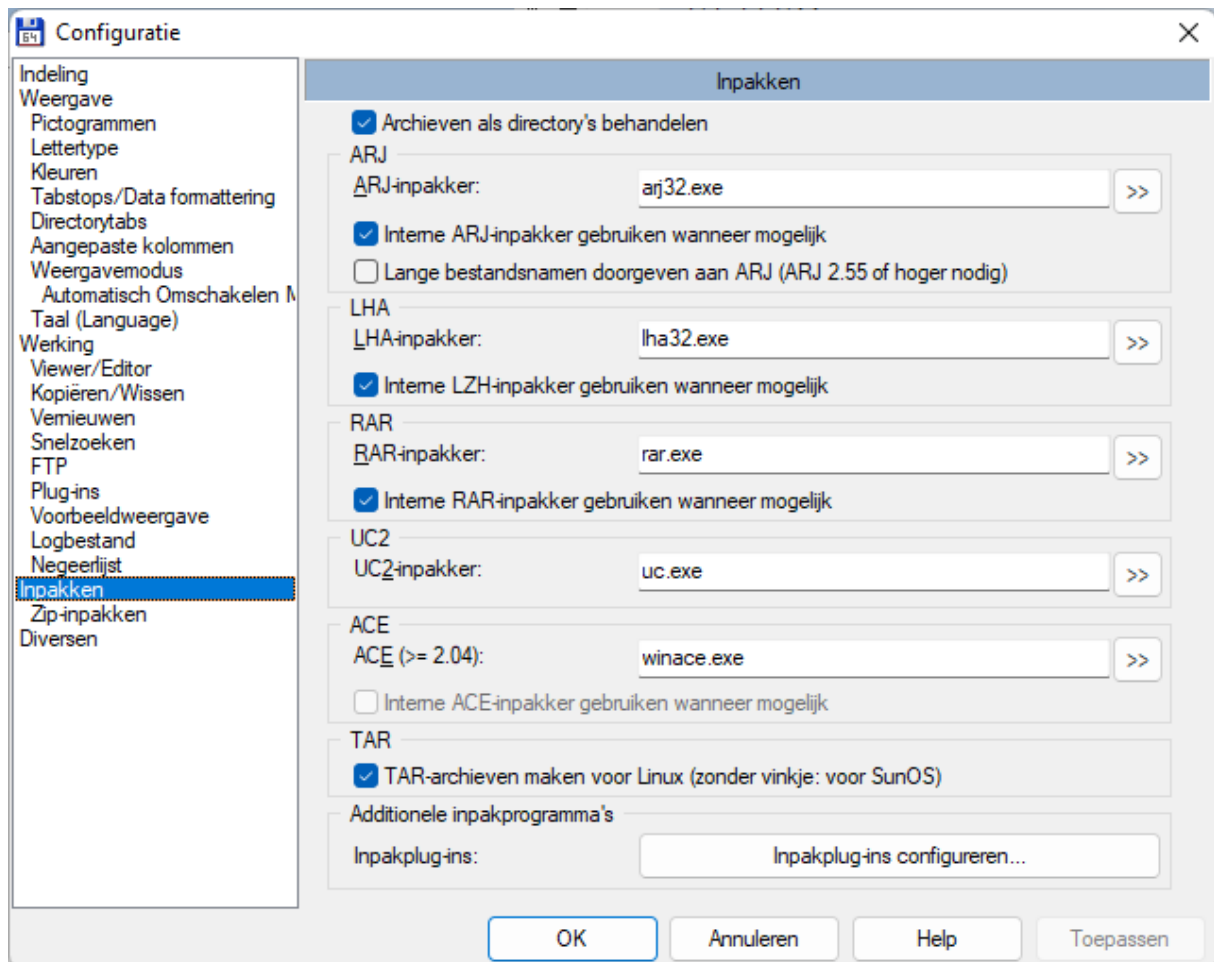 Configuratie
Indeling
Weergave
Pictogrammen
Lettertype
Kleuren
Tabstops/Data formattering
Directorytabs
Aangepaste kolommen
Weergavemodus
Automatisch Omschakelen M
Taal (Language)
Werking
Viewer/Editor
Kopiëren/Wissen
Vernieuwen
Snelzoeken
FTP
Plug-ins
Voorbeeldweergave
Logbestand
Negeerlijst
Inpakken
Zip-inpakken
Diversen
Inpakken
Archieven als directory's behandelen
ARJ
ARJ-inpakker: arj32.exe >>
Interne ARJ-inpakker gebruiken wanneer mogelijk
Lange bestandsnamen doorgeven aan ARJ (ARJ 2.55 of hoger nodig)
LHA
LHA-inpakker: lha32.exe >>
Interne LZH-inpakker gebruiken wanneer mogelijk
RAR
RAR-inpakker: rar.exe >>
Interne RAR-inpakker gebruiken wanneer mogelijk
UC2
UC2-inpakker: uc.exe >>
ACE
ACE (>= 2.04): winace.exe >>
Interne ACE-inpakker gebruiken wanneer mogelijk
TAR
TAR-archieven maken voor Linux (zonder vinkje: voor SunOS)
Additionele inpakprogramma's
Inpakplug-ins: Inpakplug-ins configureren...
OK Annuleren Help Toepassen